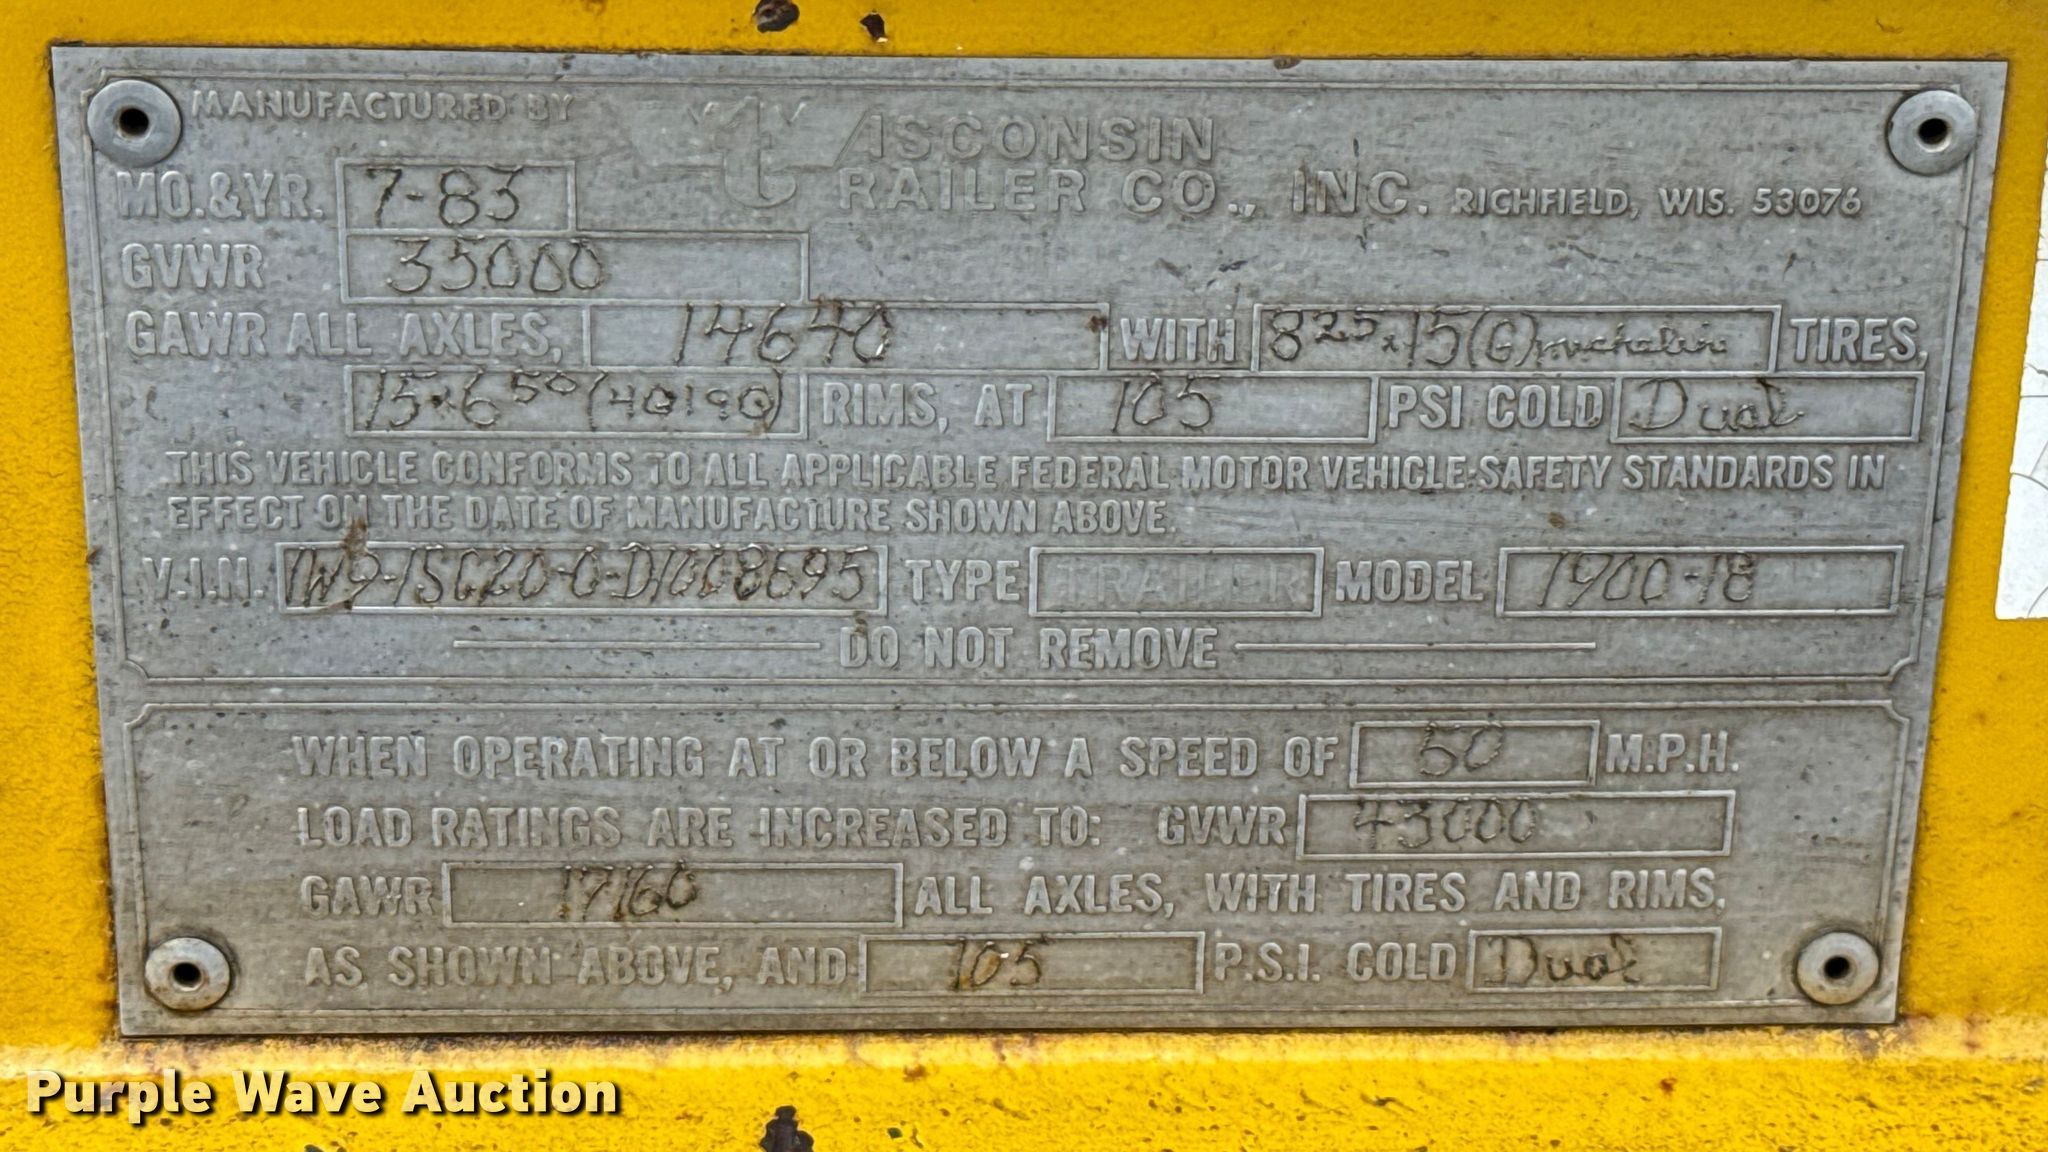 MANUFACTURED BY WISCONSIN
TRAILER CO., INC. RICHFIELD, WIS. 53076
MO.&YR. 7-83
GVWR 35000
GAWR ALL AXLES, 14640 WITH 8²⁵x15(G) michelin TIRES,
15x6⁵⁰(40190) RIMS, AT 105 PSI COLD Dual
THIS VEHICLE CONFORMS TO ALL APPLICABLE FEDERAL MOTOR VEHICLE SAFETY STANDARDS IN
EFFECT ON THE DATE OF MANUFACTURE SHOWN ABOVE.
V.I.N. 1W9-1SC20-0-D1008695 TYPE TRAILER MODEL 1900-18
DO NOT REMOVE
WHEN OPERATING AT OR BELOW A SPEED OF 50 M.P.H.
LOAD RATINGS ARE INCREASED TO: GVWR 43000
GAWR 17160 ALL AXLES, WITH TIRES AND RIMS,
AS SHOWN ABOVE, AND 105 P.S.I. COLD Dual
Purple Wave Auction